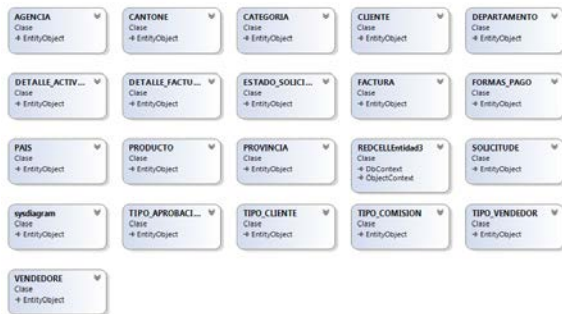 AGENCIA
Clase
→ EntityObject
CANTONE
Clase
→ EntityObject
CATEGORIA
Clase
→ EntityObject
CLIENTE
Clase
→ EntityObject
DEPARTAMENTO
Clase
→ EntityObject
DETALLE_ACTIV...
Clase
→ EntityObject
DETALLE_FACTU...
Clase
→ EntityObject
ESTADO_SOLICI...
Clase
→ EntityObject
FACTURA
Clase
→ EntityObject
FORMAS_PAGO
Clase
→ EntityObject
PAIS
Clase
→ EntityObject
PRODUCTO
Clase
→ EntityObject
PROVINCIA
Clase
→ EntityObject
REDCELLEntidad3
Clase
→ DbContext
→ ObjectContext
SOLICITUDE
Clase
→ EntityObject
sysdiagram
Clase
→ EntityObject
TIPO_APROBACI...
Clase
→ EntityObject
TIPO_CLIENTE
Clase
→ EntityObject
TIPO_COMISION
Clase
→ EntityObject
TIPO_VENDEDOR
Clase
→ EntityObject
VENDEDORE
Clase
→ EntityObject